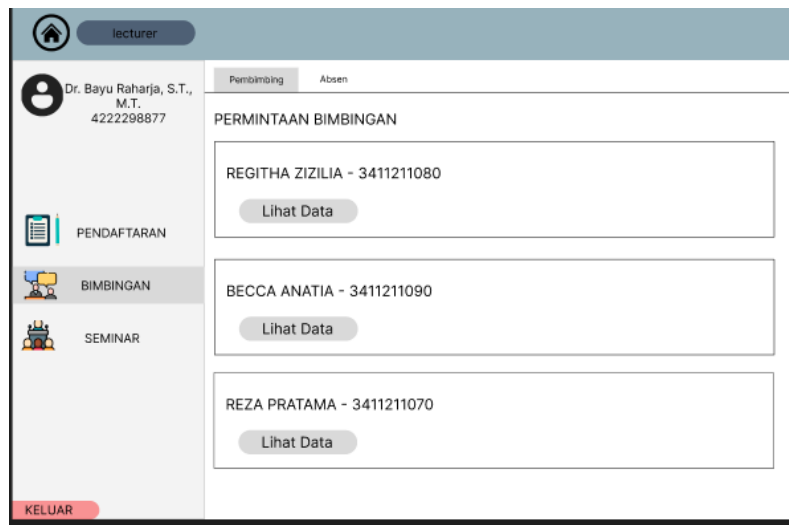 lecturer
Dr. Bayu Raharja, S.T.,
M.T.
4222298877
PENDAFTARAN
BIMBINGAN
SEMINAR
KELUAR
Pembimbing
Absen
PERMINTAAN BIMBINGAN
REGITHA ZIZILIA - 3411211080
Lihat Data
BECCA ANATIA - 3411211090
Lihat Data
REZA PRATAMA - 3411211070
Lihat Data